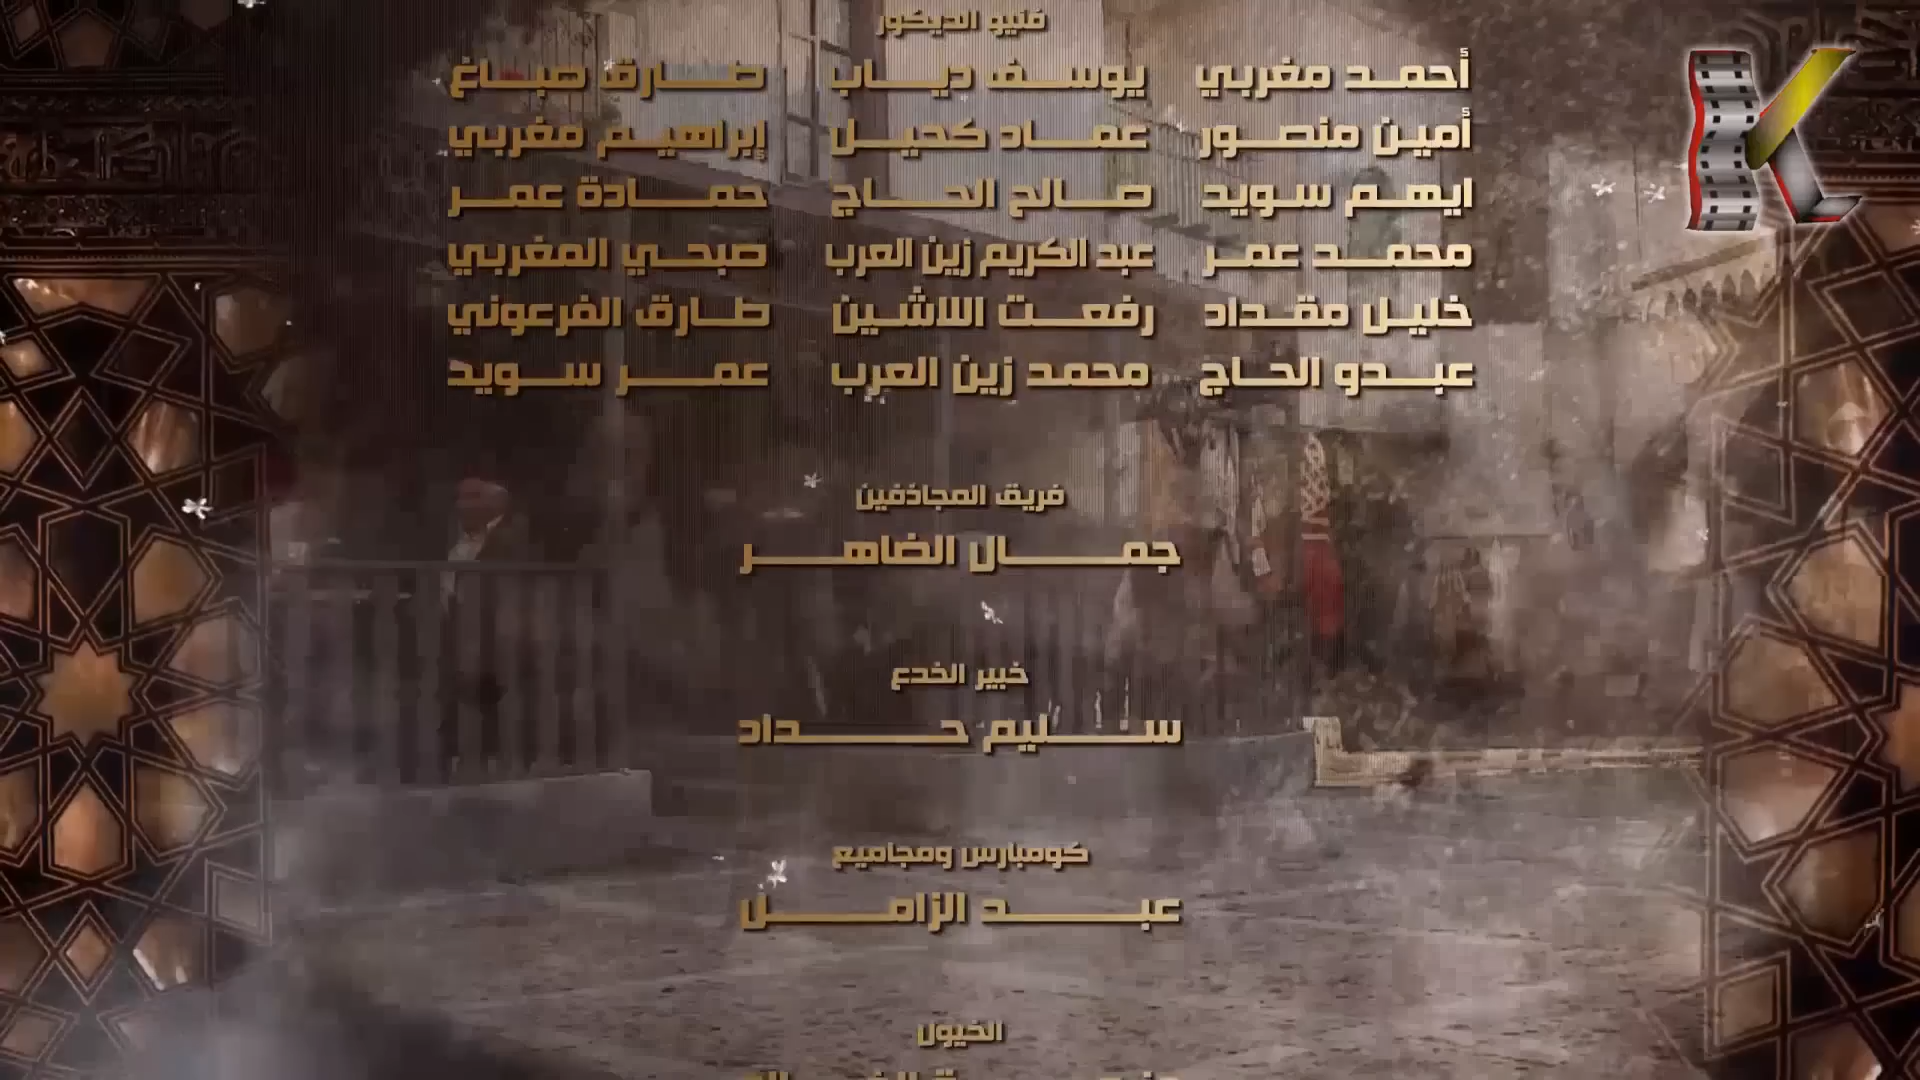 فنيو الديكور
أحمد مغربي يوسف دياب طارق صباغ
أمين منصور عماد كحيل إبراهيم مغربي
ايهم سويد صالح الحاج حمادة عمر
محمد عمر عبد الكريم زين العرب صبحي المغربي
خليل مقداد رفعت اللاشين طارق الفرعوني
عبدو الحاج محمد زين العرب عمر سويد
فريق المجاذفين
جمال الضاهر
خبير الخدع
سليم حداد
كومبارس ومجاميع
عبد الزامل
الخيول